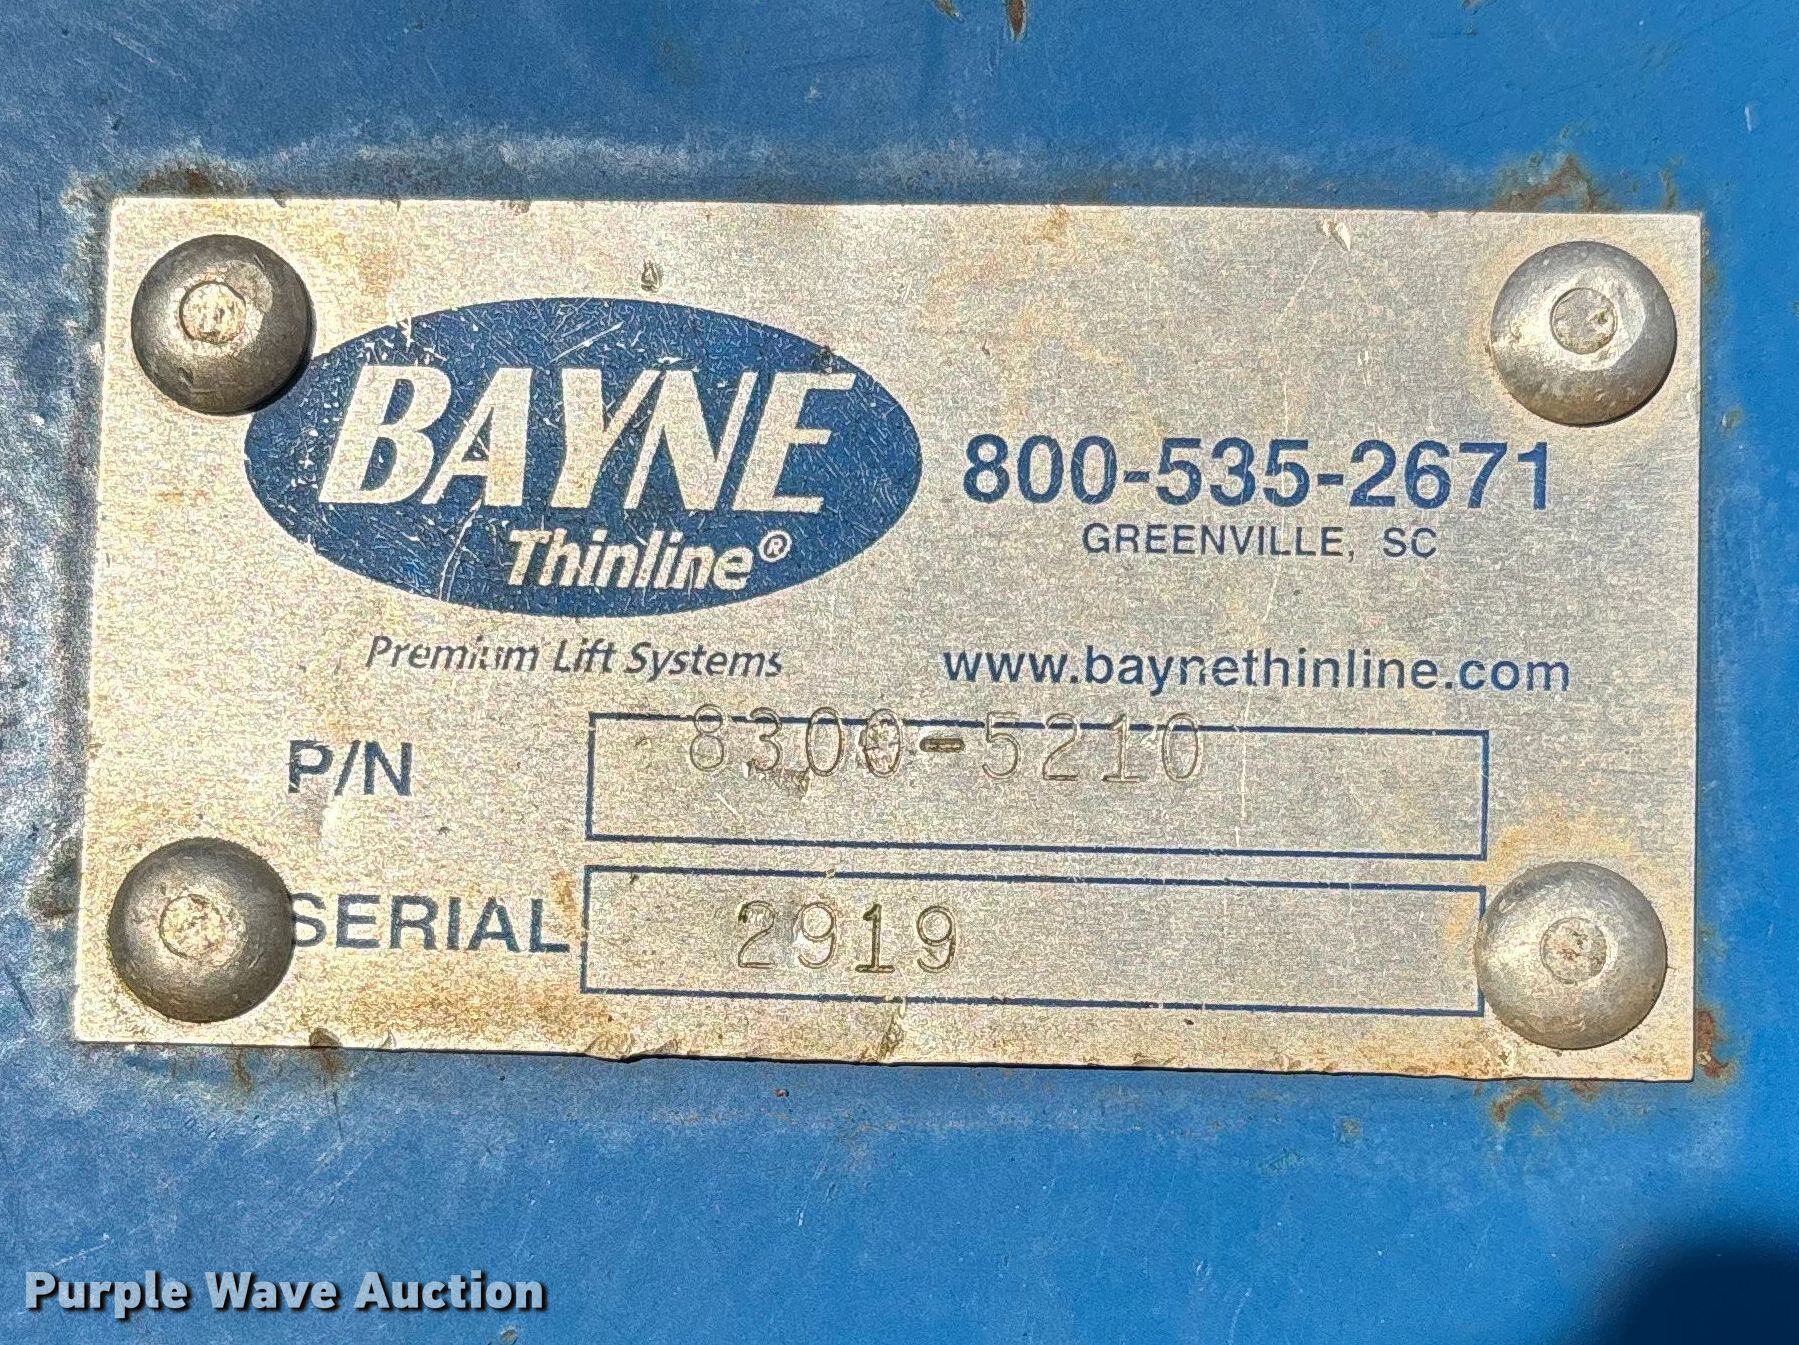 BAYNE
Thinline®
Premium Lift Systems
800-535-2671
GREENVILLE, SC
www.baynethinline.com
P/N 8300-5210
SERIAL 2919
Purple Wave Auction